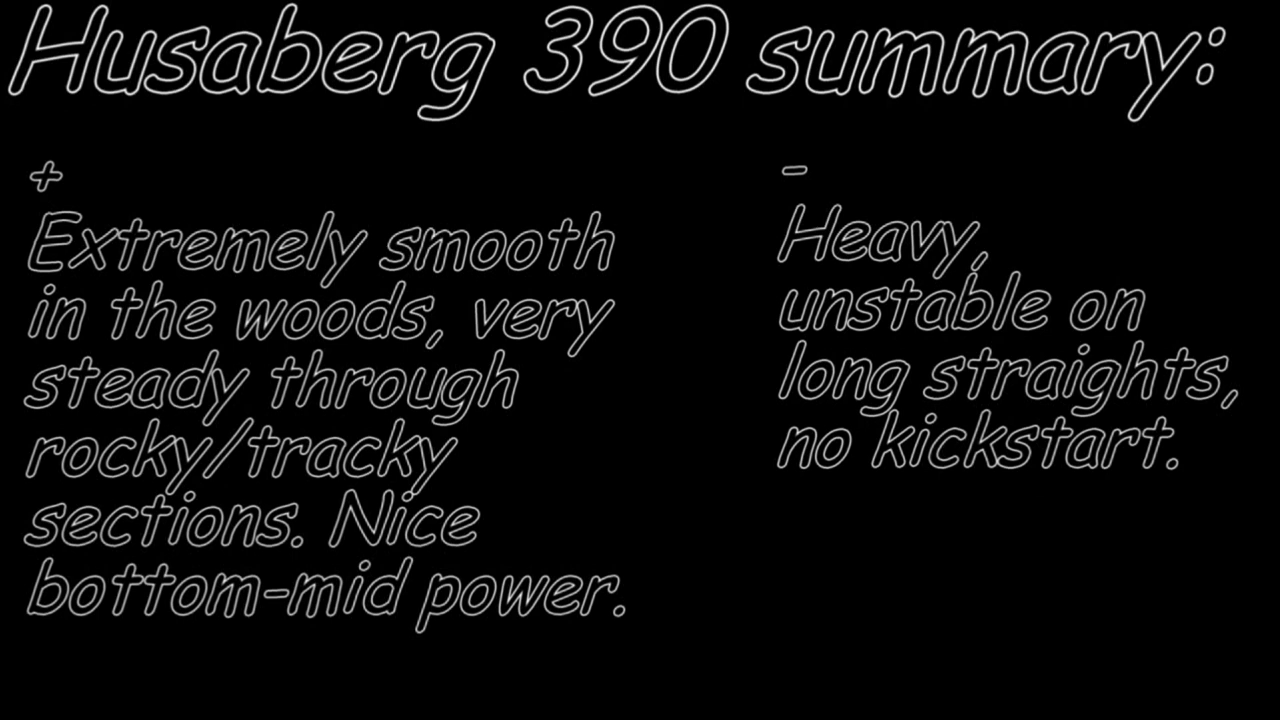 Husaberg 390 summary:
+
Extremely smooth
in the woods, very
steady through
rocky/tracky
sections. Nice
bottom-mid power.
-
Heavy,
unstable on
long straights,
no kickstart.